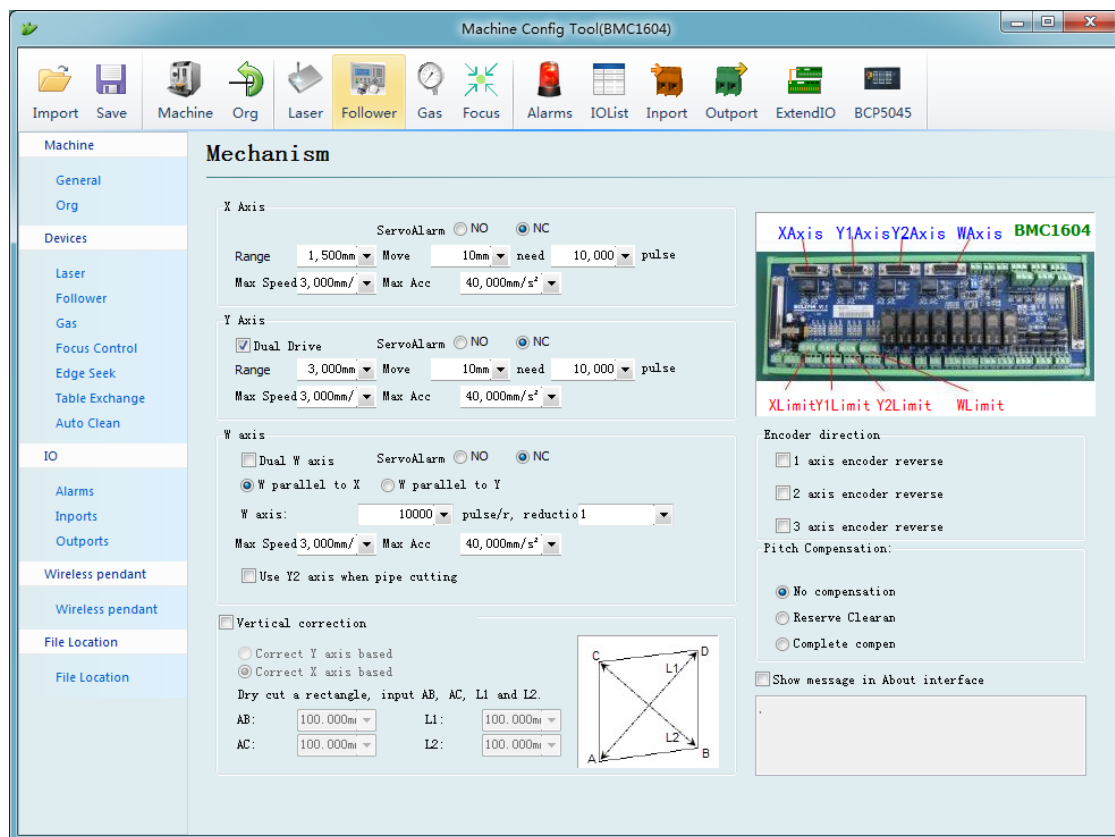 Machine Config Tool(BMC1604)
Import Save Machine Org Laser Follower Gas Focus Alarms IOList Inport Outport ExtendIO BCP5045
Machine
General
Org
Devices
Laser
Follower
Gas
Focus Control
Edge Seek
Table Exchange
Auto Clean
IO
Alarms
Inports
Outports
Wireless pendant
Wireless pendant
File Location
File Location
Mechanism
X Axis
ServoAlarm NO NC
Range 1,500mm Move 10mm need 10,000 pulse
Max Speed 3,000mm/ Max Acc 40,000mm/s²
Y Axis
Dual Drive ServoAlarm NO NC
Range 3,000mm Move 10mm need 10,000 pulse
Max Speed 3,000mm/ Max Acc 40,000mm/s²
W axis
Dual W axis ServoAlarm NO NC
W parallel to X W parallel to Y
W axis: 10000 pulse/r, reductio 1
Max Speed 3,000mm/ Max Acc 40,000mm/s²
Use Y2 axis when pipe cutting
Vertical correction
Correct Y axis based
Correct X axis based
Dry cut a rectangle, input AB, AC, L1 and L2.
AB: 100.000m L1: 100.000m
AC: 100.000m L2: 100.000m
C D
L1
L2
A B
XAxis Y1Axis Y2Axis WAxis BMC1604
XLimit Y1Limit Y2Limit WLimit
Encoder direction
1 axis encoder reverse
2 axis encoder reverse
3 axis encoder reverse
Pitch Compensation:
No compensation
Reserve Clearan
Complete compen
Show message in About interface
.